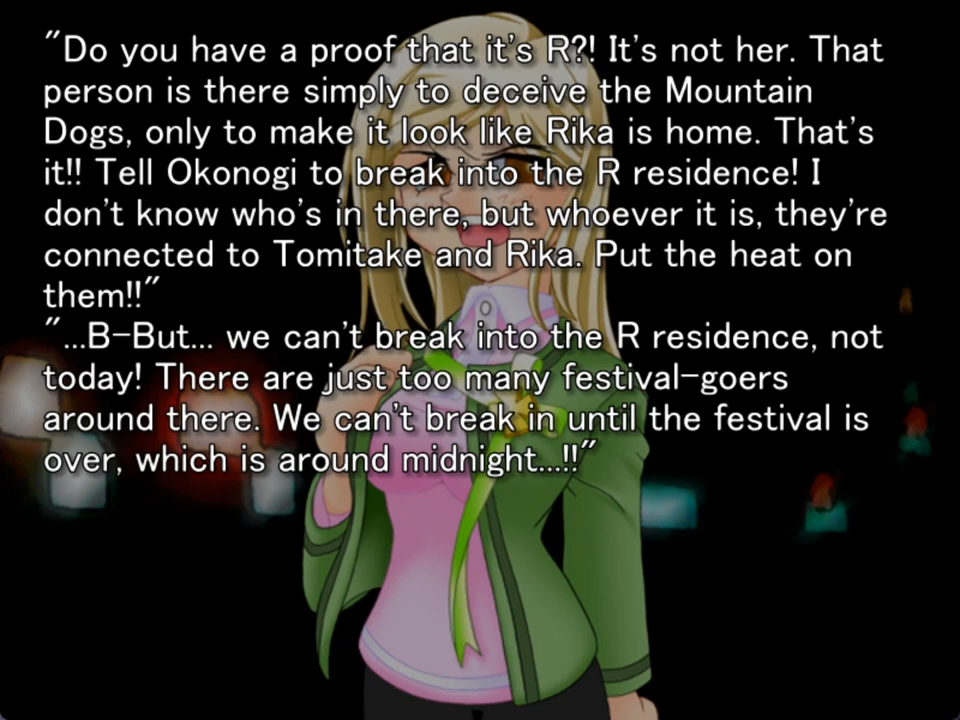 "Do you have a proof that it's R?! It's not her. That
person is there simply to deceive the Mountain
Dogs, only to make it look like Rika is home. That's
it!! Tell Okonogi to break into the R residence! I
don't know who's in there, but whoever it is, they're
connected to Tomitake and Rika. Put the heat on
them!!"
"...B-But... we can't break into the R residence, not
today! There are just too many festival-goers
around there. We can't break in until the festival is
over, which is around midnight...!!"